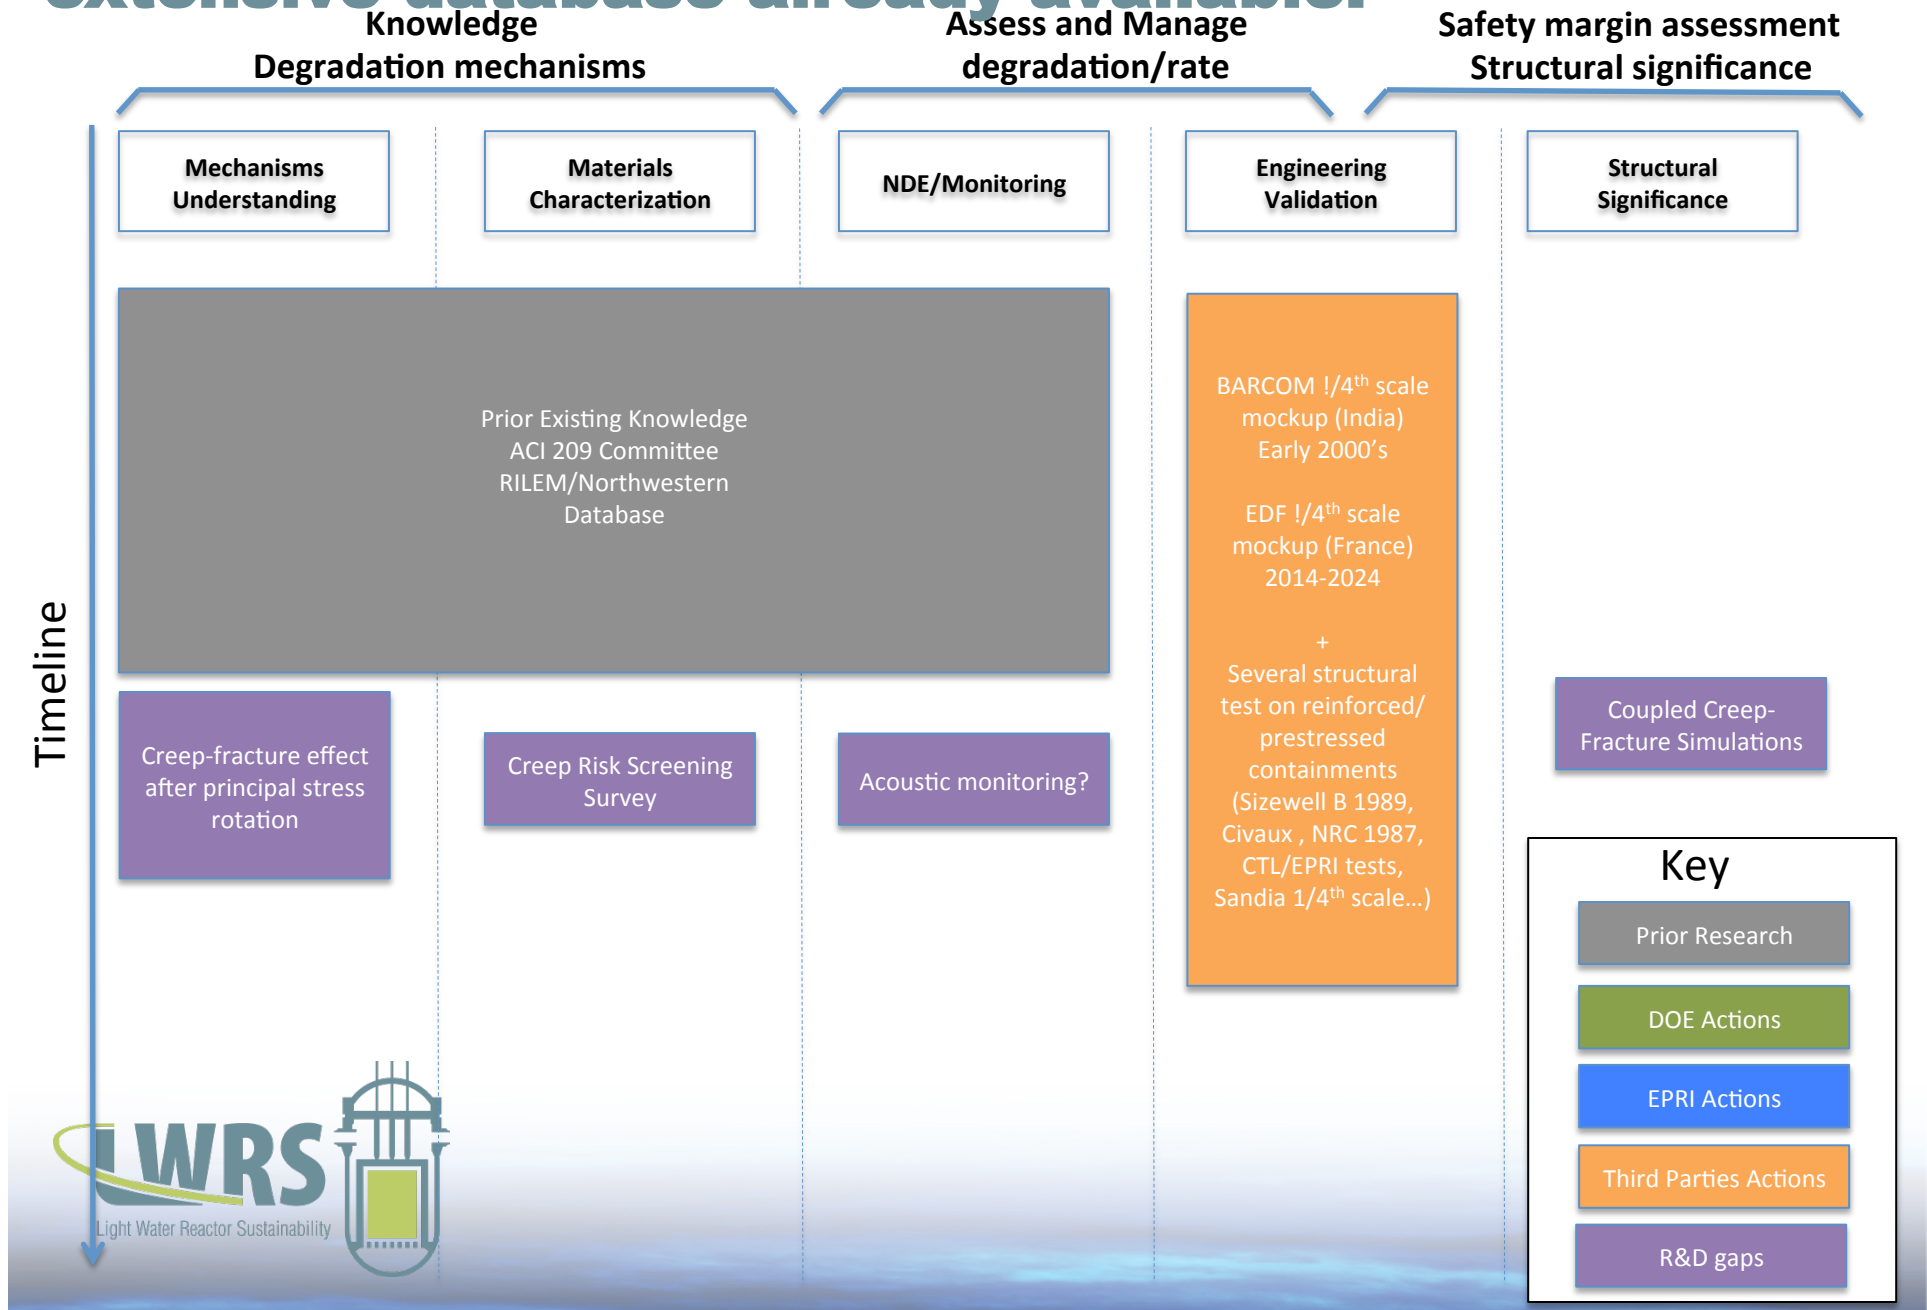 extensive database already available.
Knowledge
Degradation mechanisms
Assess and Manage
degradation/rate
Safety margin assessment
Structural significance
Mechanisms
Understanding
Materials
Characterization
NDE/Monitoring
Engineering
Validation
Structural
Significance
Timeline
Prior Existing Knowledge
ACI 209 Committee
RILEM/Northwestern
Database
BARCOM !/4th scale
mockup (India)
Early 2000's
EDF !/4th scale
mockup (France)
2014-2024
+
Several structural
test on reinforced/
prestressed
containments
(Sizewell B 1989,
Civaux , NRC 1987,
CTL/EPRI tests,
Sandia 1/4th scale...)
Creep-fracture effect
after principal stress
rotation
Creep Risk Screening
Survey
Acoustic monitoring?
Coupled Creep-
Fracture Simulations
Key
Prior Research
DOE Actions
EPRI Actions
Third Parties Actions
R&D gaps
LWRS
Light Water Reactor Sustainability